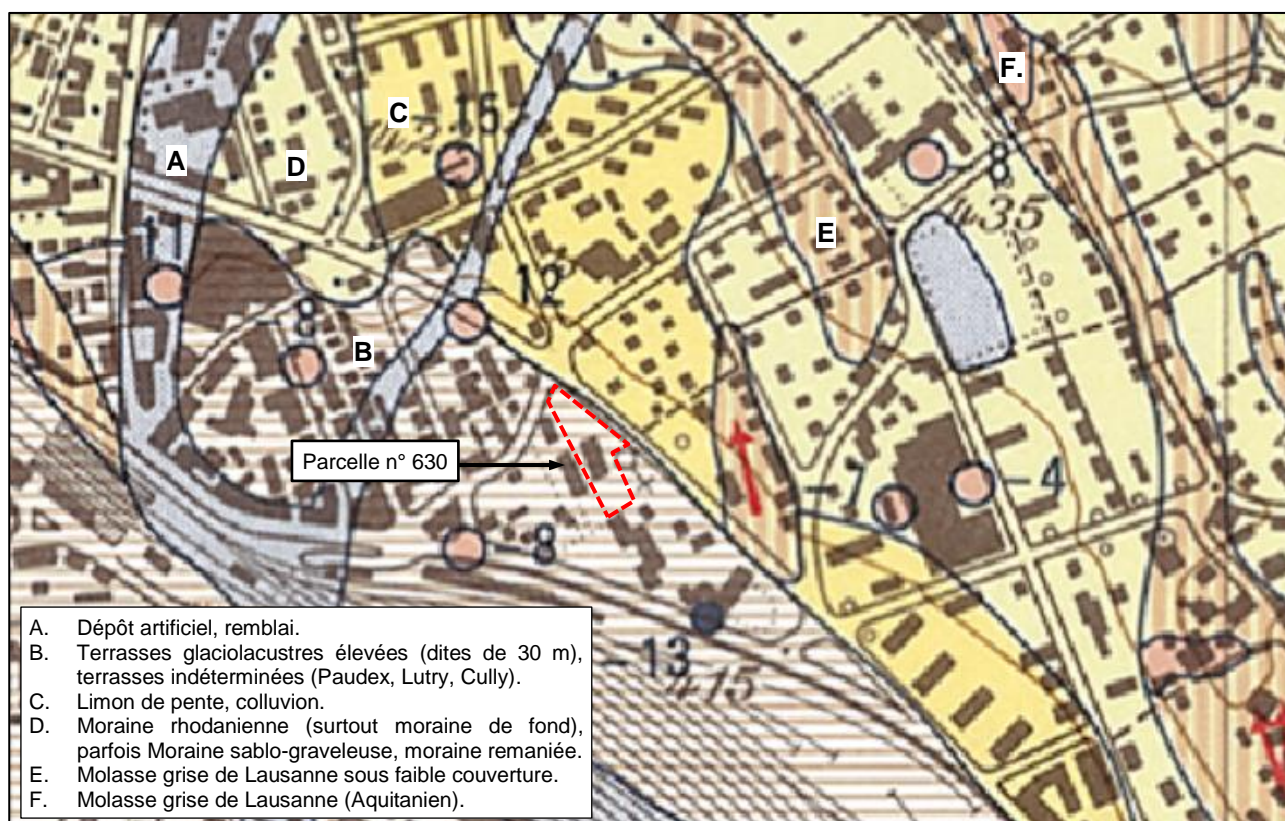 F.
C
-15
A
D
-8
435
E
-11
12
-8
B
Parcelle n° 630
-8
-7
-4
13
415
A. Dépôt artificiel, remblai.
B. Terrasses glaciolacustres élevées (dites de 30 m),
terrasses indéterminées (Paudex, Lutry, Cully).
C. Limon de pente, colluvion.
D. Moraine rhodanienne (surtout moraine de fond),
parfois Moraine sablo-graveleuse, moraine remaniée.
E. Molasse grise de Lausanne sous faible couverture.
F. Molasse grise de Lausanne (Aquitanien).